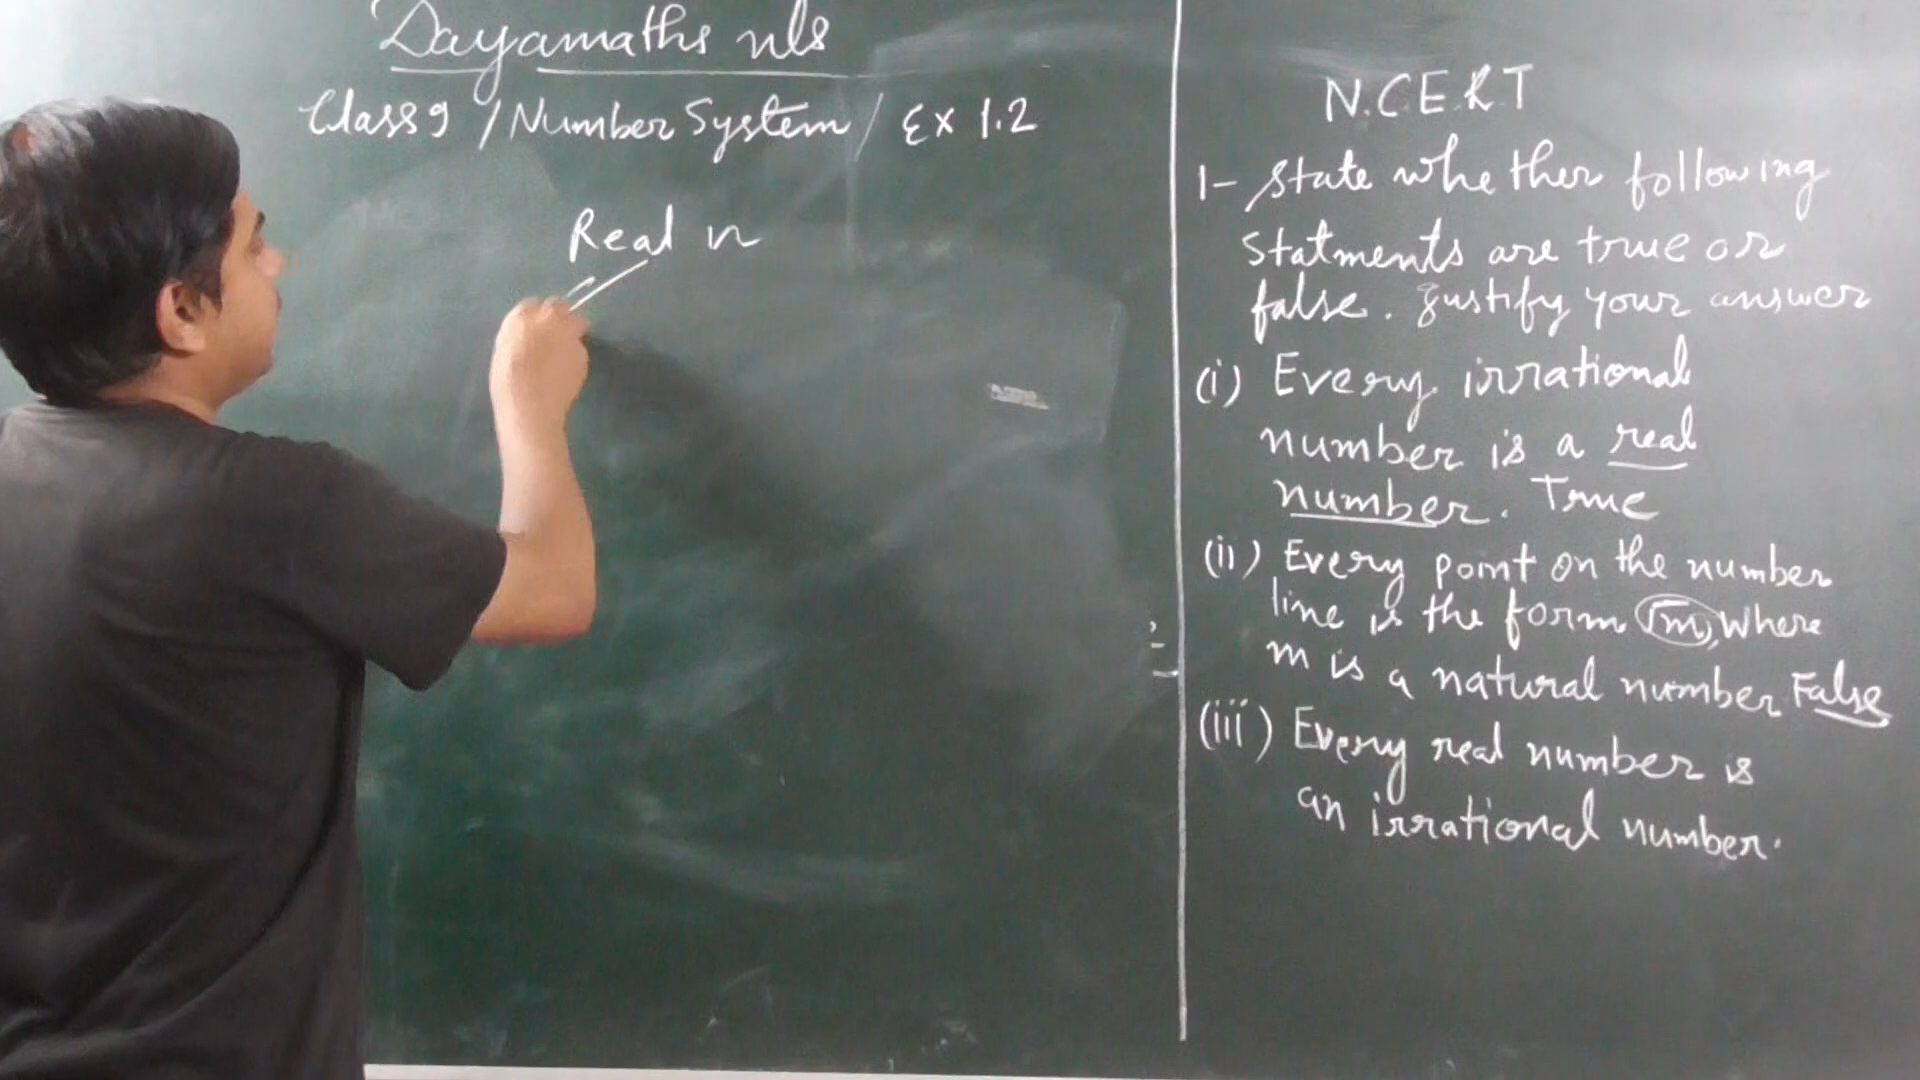 Dayamaths nls
Class 9 / Number System / Ex 1.2
Real n
N.C.E.R.T
1- State whether following
Statments are true or
false. Justify your answer
(i) Every irrational
number is a real
number. True
(ii) Every point on the number
line is the form √m, where
m is a natural number False
(iii) Every real number is
an irrational number.